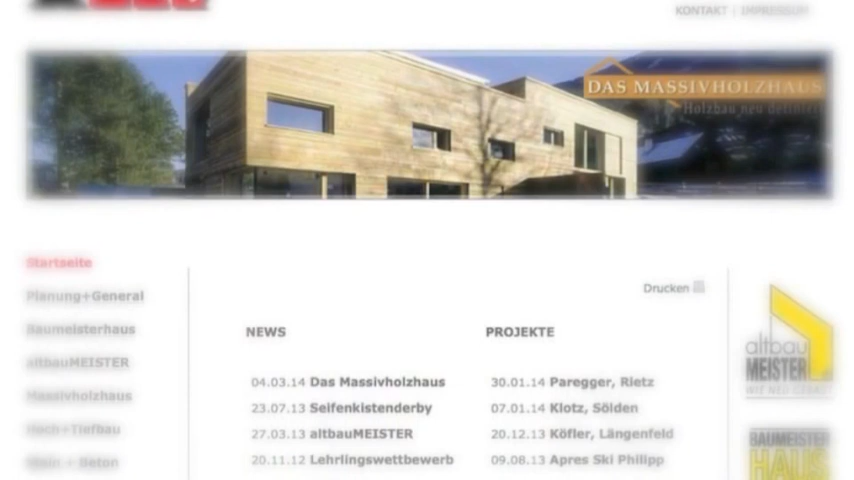 KONTAKT | IMPRESSUM
DAS MASSIVHOLZHAUS
Holzbau neu definiert
Startseite
Planung+General
Baumeisterhaus
altbauMEISTER
Massivholzhaus
Hoch+Tiefbau
Drucken
NEWS
04.03.14 Das Massivholzhaus
23.07.13 Seifenkistenderby
27.03.13 altbauMEISTER
20.11.12 Lehrlingswettbewerb
PROJEKTE
30.01.14 Paregger, Rietz
07.01.14 Klotz, Sölden
20.12.13 Köfler, Längenfeld
09.08.13 Apres Ski Philipp
altbau
MEISTER
WIE NEU GEBAUT
BAUMEISTER
HAUS